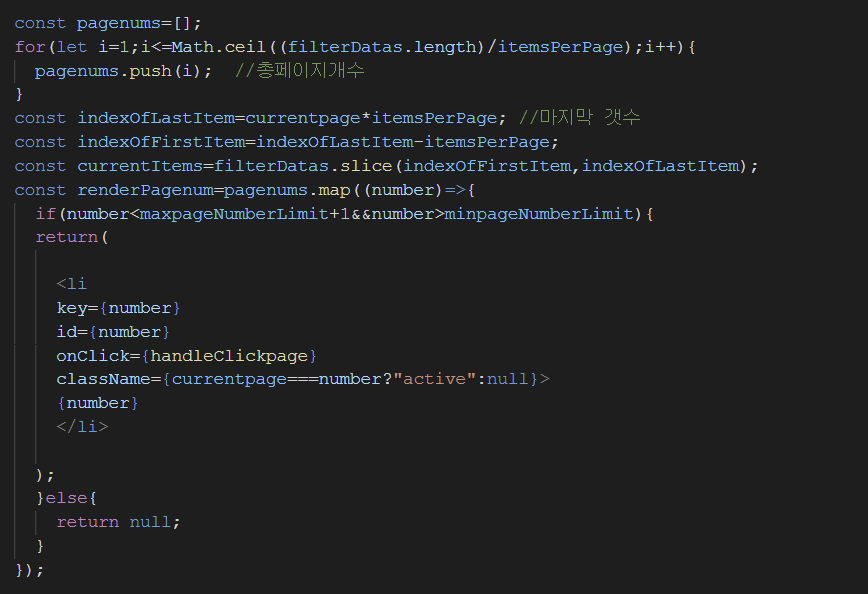 const pagenums=[];
for(let i=1;i<=Math.ceil((filterDatas.length)/itemsPerPage);i++){
pagenums.push(i);  //총페이지개수
}
const indexOfLastItem=currentpage*itemsPerPage; //마지막 갯수
const indexOfFirstItem=indexOfLastItem-itemsPerPage;
const currentItems=filterDatas.slice(indexOfFirstItem,indexOfLastItem);
const renderPagenum=pagenums.map((number)=>{
if(number<maxpageNumberLimit+1&&number>minpageNumberLimit){
return(
<li
key={number}
id={number}
onClick={handleClickpage}
className={currentpage===number?"active":null}>
{number}
</li>
);
}else{
return null;
}
});